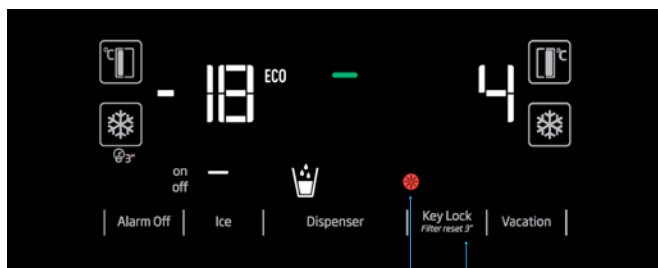 °C
- 18 ECO
4
°C
3"
on
off
Alarm Off
Ice
Dispenser
Key Lock
Filter reset 3"
Vacation